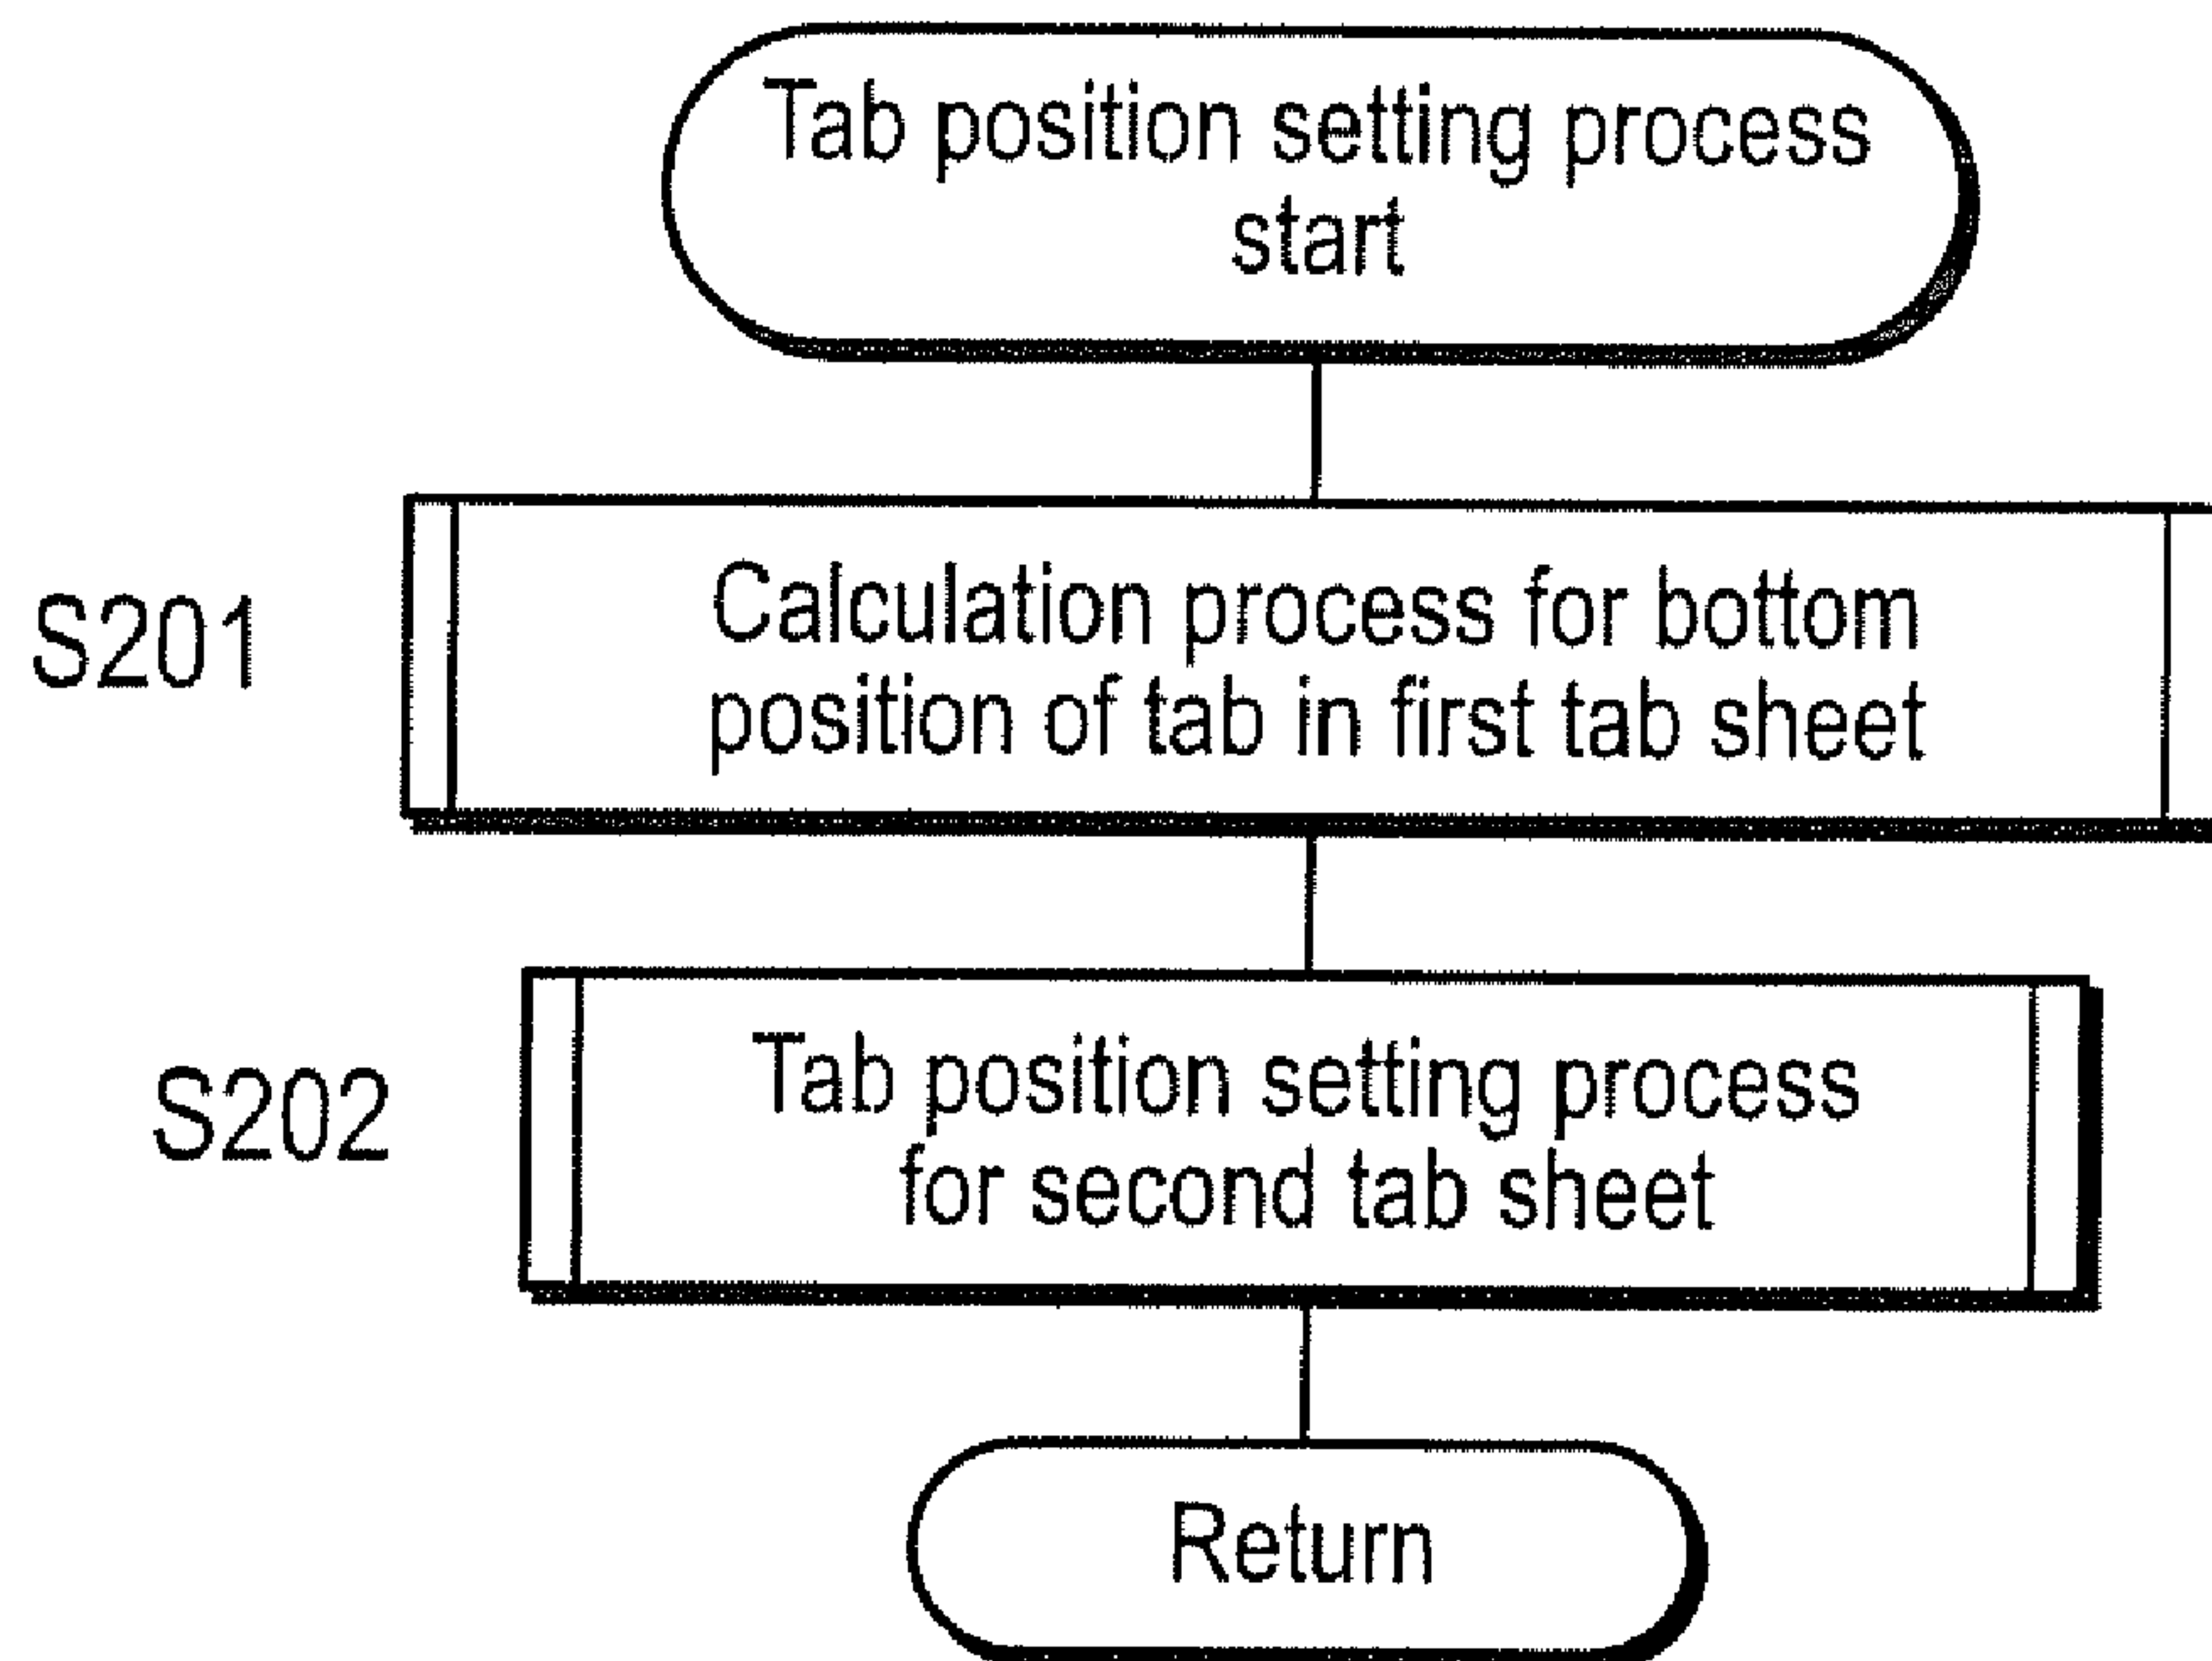 Tab position setting process
start
S201
Calculation process for bottom
position of tab in first tab sheet
S202
Tab position setting process
for second tab sheet
Return